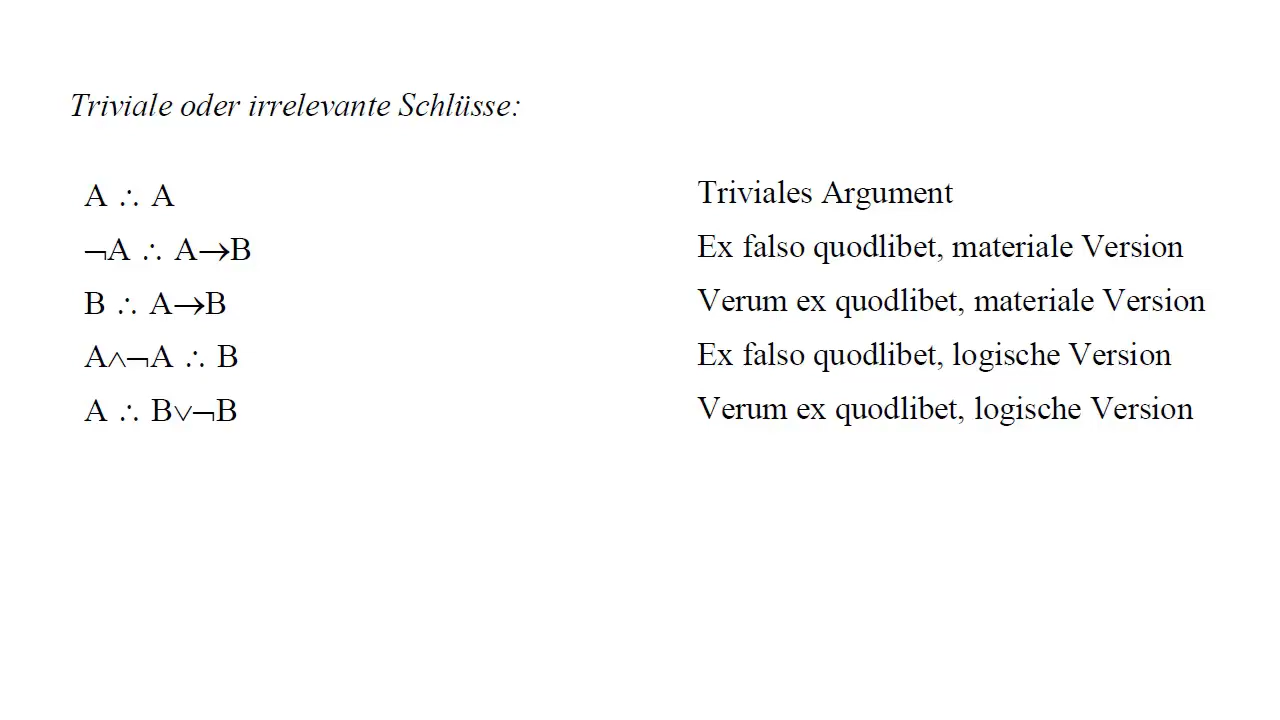 Triviale oder irrelevante Schlüsse:
A ∴ A Triviales Argument
¬A ∴ A→B Ex falso quodlibet, materiale Version
B ∴ A→B Verum ex quodlibet, materiale Version
A∧¬A ∴ B Ex falso quodlibet, logische Version
A ∴ B∨¬B Verum ex quodlibet, logische Version